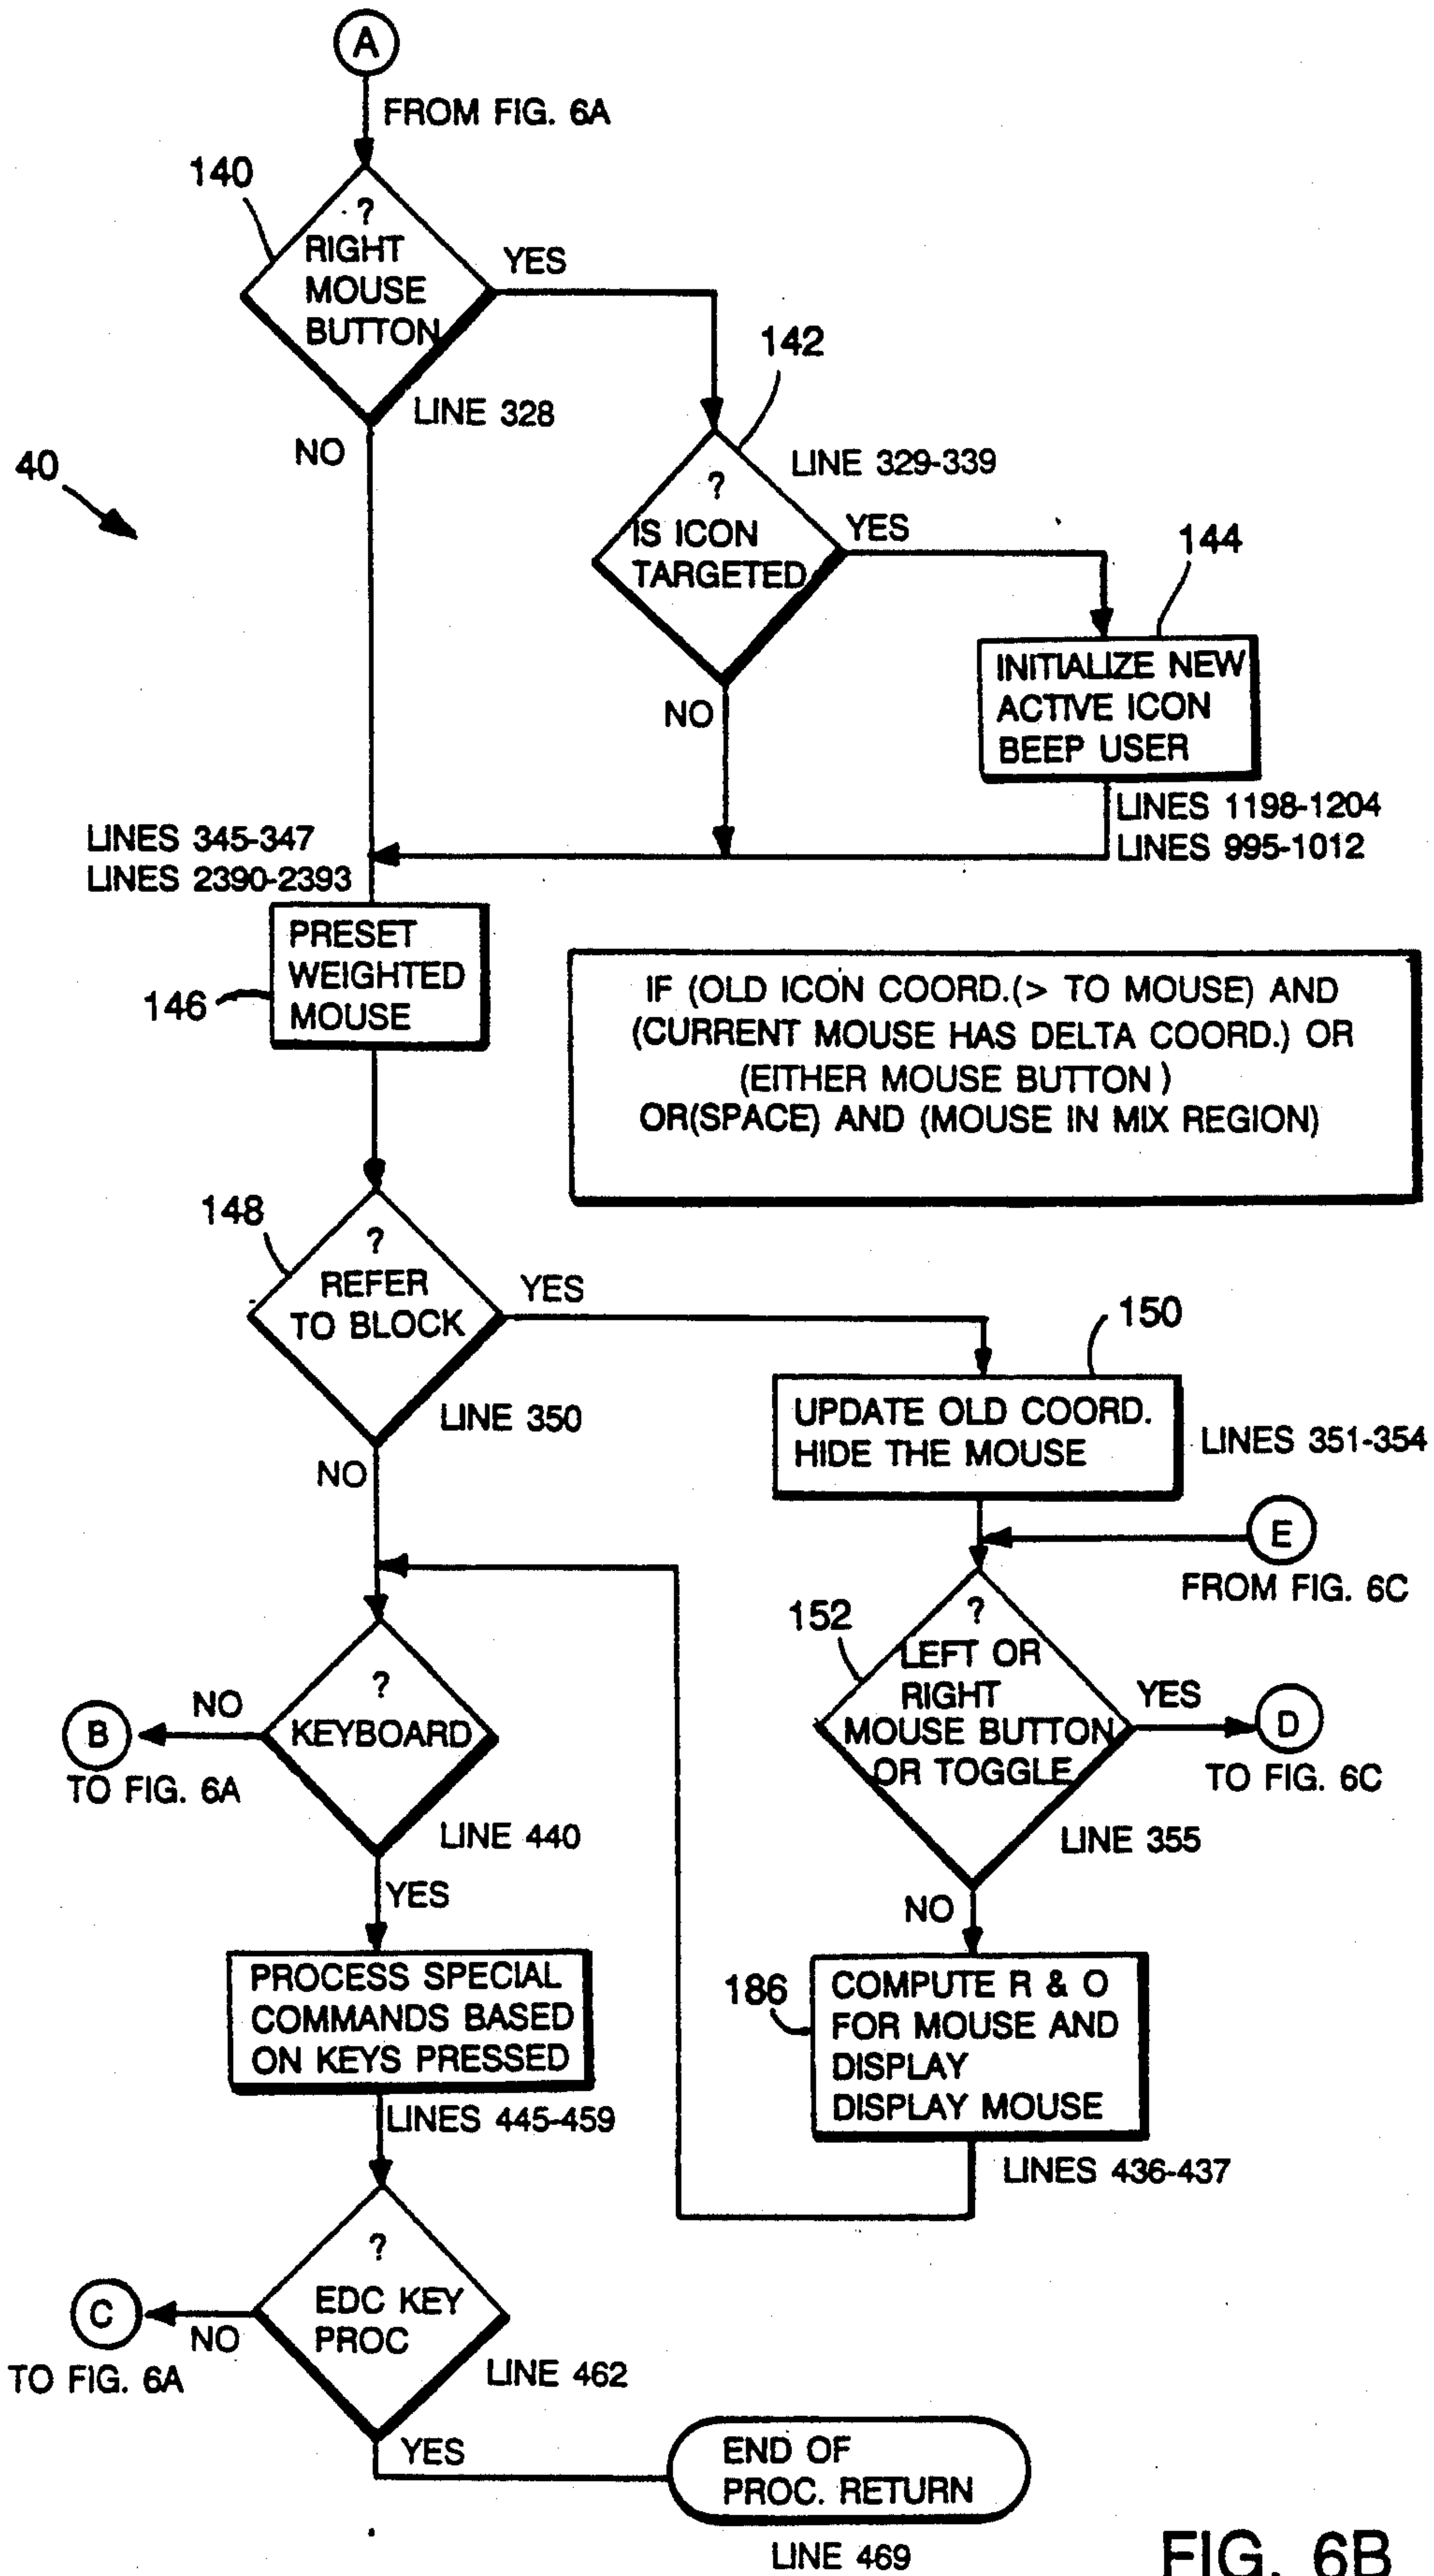 A
FROM FIG. 6A
140
?
RIGHT
MOUSE
BUTTON
YES
LINE 328
NO
40
142
LINE 329-339
?
IS ICON
TARGETED
YES
NO
144
INITIALIZE NEW
ACTIVE ICON
BEEP USER
LINES 1198-1204
LINES 995-1012
LINES 345-347
LINES 2390-2393
PRESET
WEIGHTED
MOUSE
146
IF (OLD ICON COORD.(> TO MOUSE) AND
(CURRENT MOUSE HAS DELTA COORD.) OR
(EITHER MOUSE BUTTON )
OR(SPACE) AND (MOUSE IN MIX REGION)
148
?
REFER
TO BLOCK
YES
LINE 350
NO
150
UPDATE OLD COORD.
HIDE THE MOUSE
LINES 351-354
E
FROM FIG. 6C
152
?
LEFT OR
RIGHT
MOUSE BUTTON
OR TOGGLE
YES
D
TO FIG. 6C
LINE 355
NO
?
KEYBOARD
NO
B
TO FIG. 6A
LINE 440
YES
PROCESS SPECIAL
COMMANDS BASED
ON KEYS PRESSED
LINES 445-459
186
COMPUTE R & O
FOR MOUSE AND
DISPLAY
DISPLAY MOUSE
LINES 436-437
?
EDC KEY
PROC
C
NO
TO FIG. 6A
LINE 462
YES
END OF
PROC. RETURN
LINE 469
FIG. 6B